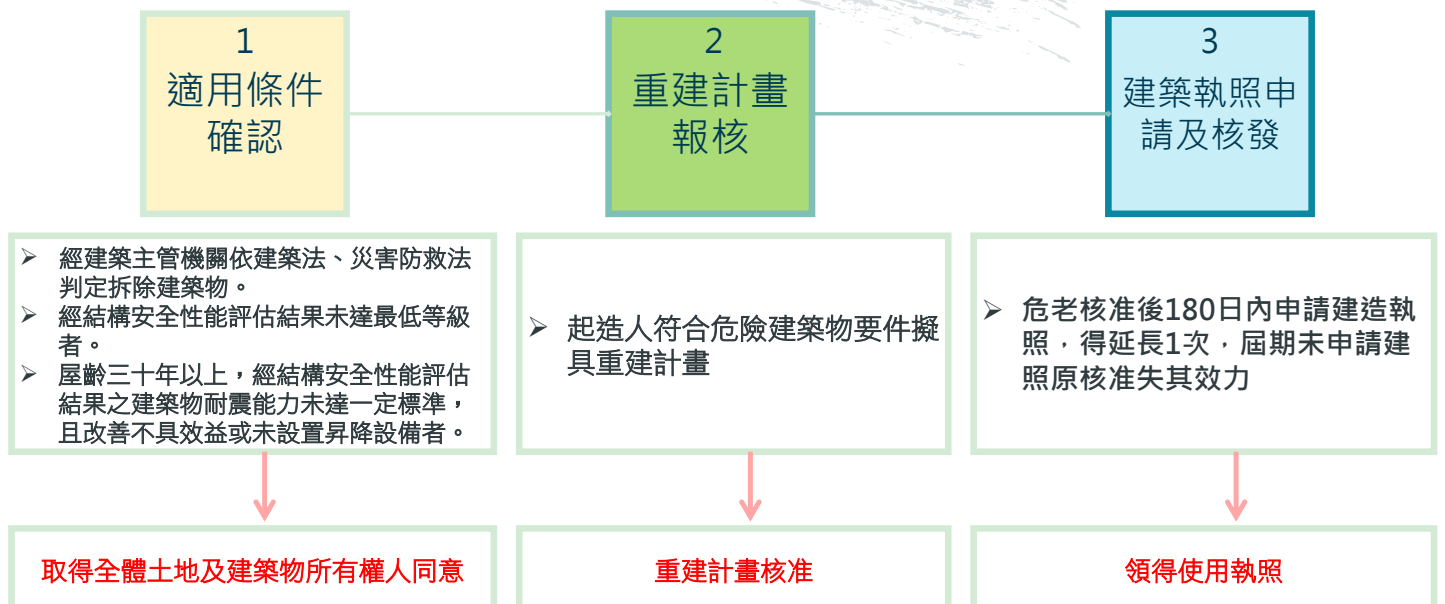 1
適用條件
確認
2
重建計畫
報核
3
建築執照申
請及核發
➢ 經建築主管機關依建築法、災害防救法
判定拆除建築物。
➢ 經結構安全性能評估結果未達最低等級
者。
➢ 屋齡三十年以上，經結構安全性能評估
結果之建築物耐震能力未達一定標準，
且改善不具效益或未設置昇降設備者。
➢ 起造人符合危險建築物要件擬
具重建計畫
➢ 危老核准後180日內申請建造執
照，得延長1次，屆期未申請建
照原核准失其效力
取得全體土地及建築物所有權人同意
重建計畫核准
領得使用執照